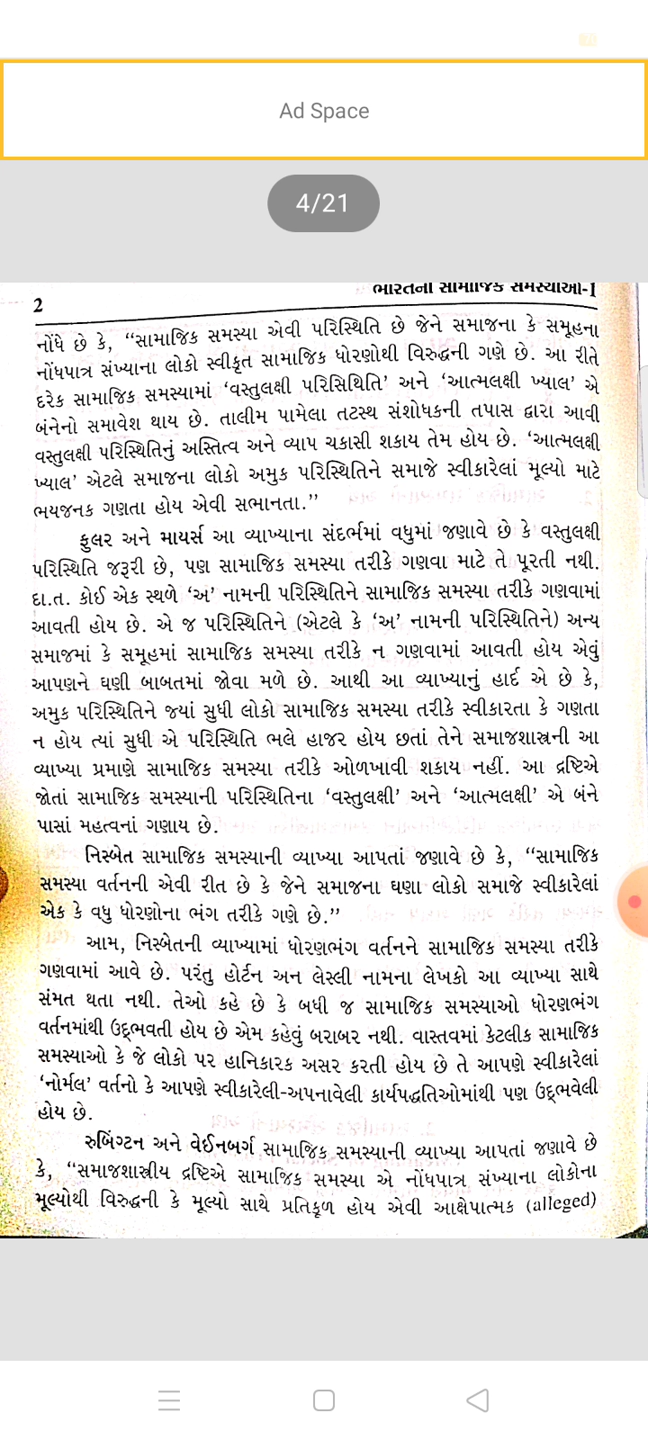 Ad Space
4/21
ભારતના સામાજિક સમસ્યાઓ-I
2
નોંધે છે કે, “સામાજિક સમસ્યા એવી પરિસ્થિતિ છે જેને સમાજના કે સમૂહના
નોંધપાત્ર સંખ્યાના લોકો સ્વીકૃત સામાજિક ધોરણોથી વિરુદ્ધની ગણે છે. આ રીતે
દરેક સામાજિક સમસ્યામાં ‘વસ્તુલક્ષી પરિસિથિતિ’ અને ‘આત્મલક્ષી ખ્યાલ’ એ
બંનેનો સમાવેશ થાય છે. તાલીમ પામેલા તટસ્થ સંશોધકની તપાસ દ્વારા આવી
વસ્તુલક્ષી પરિસ્થિતિનું અસ્તિત્વ અને વ્યાપ ચકાસી શકાય તેમ હોય છે. ‘આત્મલક્ષી
ખ્યાલ’ એટલે સમાજના લોકો અમુક પરિસ્થિતિને સમાજે સ્વીકારેલાં મૂલ્યો માટે
ભયજનક ગણતા હોય એવી સભાનતા.”
ફુલર અને માયર્સ આ વ્યાખ્યાના સંદર્ભમાં વધુમાં જણાવે છે કે વસ્તુલક્ષી
પરિસ્થિતિ જરૂરી છે, પણ સામાજિક સમસ્યા તરીકે ગણવા માટે તે પૂરતી નથી.
દા.ત. કોઈ એક સ્થળે ‘અ’ નામની પરિસ્થિતિને સામાજિક સમસ્યા તરીકે ગણવામાં
આવતી હોય છે. એ જ પરિસ્થિતિને (એટલે કે ‘અ’ નામની પરિસ્થિતિને) અન્ય
સમાજમાં કે સમૂહમાં સામાજિક સમસ્યા તરીકે ન ગણવામાં આવતી હોય એવું
આપણને ઘણી બાબતમાં જોવા મળે છે. આથી આ વ્યાખ્યાનું હાર્દ એ છે કે,
અમુક પરિસ્થિતિને જયાં સુધી લોકો સામાજિક સમસ્યા તરીકે સ્વીકારતા કે ગણતા
ન હોય ત્યાં સુધી એ પરિસ્થિતિ ભલે હાજર હોય છતાં તેને સમાજશાસ્ત્રની આ
વ્યાખ્યા પ્રમાણે સામાજિક સમસ્યા તરીકે ઓળખાવી શકાય નહીં. આ દ્રષ્ટિએ
જોતાં સામાજિક સમસ્યાની પરિસ્થિતિના ‘વસ્તુલક્ષી’ અને ‘આત્મલક્ષી’ એ બંને
પાસાં મહત્વનાં ગણાય છે.
નિસ્બેત સામાજિક સમસ્યાની વ્યાખ્યા આપતાં જણાવે છે કે, “સામાજિક
સમસ્યા વર્તનની એવી રીત છે કે જેને સમાજના ઘણા લોકો સમાજે સ્વીકારેલાં
એક કે વધુ ધોરણોના ભંગ તરીકે ગણે છે.”
આમ, નિસ્બેતની વ્યાખ્યામાં ધોરણભંગ વર્તનને સામાજિક સમસ્યા તરીકે
ગણવામાં આવે છે. પરંતુ હોર્ટન અન લેસ્લી નામના લેખકો આ વ્યાખ્યા સાથે
સંમત થતા નથી. તેઓ કહે છે કે બધી જ સામાજિક સમસ્યાઓ ધોરણભંગ
વર્તનમાંથી ઉદ્ભવતી હોય છે એમ કહેવું બરાબર નથી. વાસ્તવમાં કેટલીક સામાજિક
સમસ્યાઓ કે જે લોકો પર હાનિકારક અસર કરતી હોય છે તે આપણે સ્વીકારેલાં
‘નોર્મલ’ વર્તનો કે આપણે સ્વીકારેલી-અપનાવેલી કાર્યપદ્ધતિઓમાંથી પણ ઉદ્ભવેલી
હોય છે.
રુબિંગ્ટન અને વેઈનબર્ગ સામાજિક સમસ્યાની વ્યાખ્યા આપતાં જણાવે છે
કે, “સમાજશાસ્ત્રીય દ્રષ્ટિએ સામાજિક સમસ્યા એ નોંધપાત્ર સંખ્યાના લોકોના
મૂલ્યોથી વિરુદ્ધની કે મૂલ્યો સાથે પ્રતિકૂળ હોય એવી આક્ષેપાત્મક (alleged)